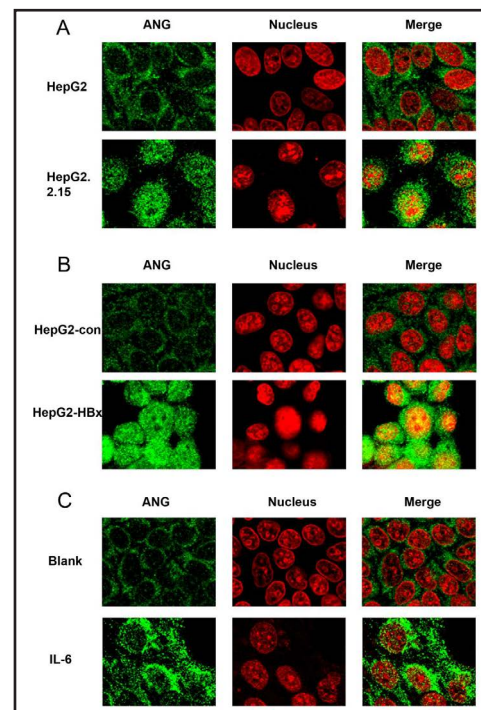 A
ANG Nucleus Merge
HepG2
HepG2.
2.15
B
ANG Nucleus Merge
HepG2-con
HepG2-HBx
C
ANG Nucleus Merge
Blank
IL-6